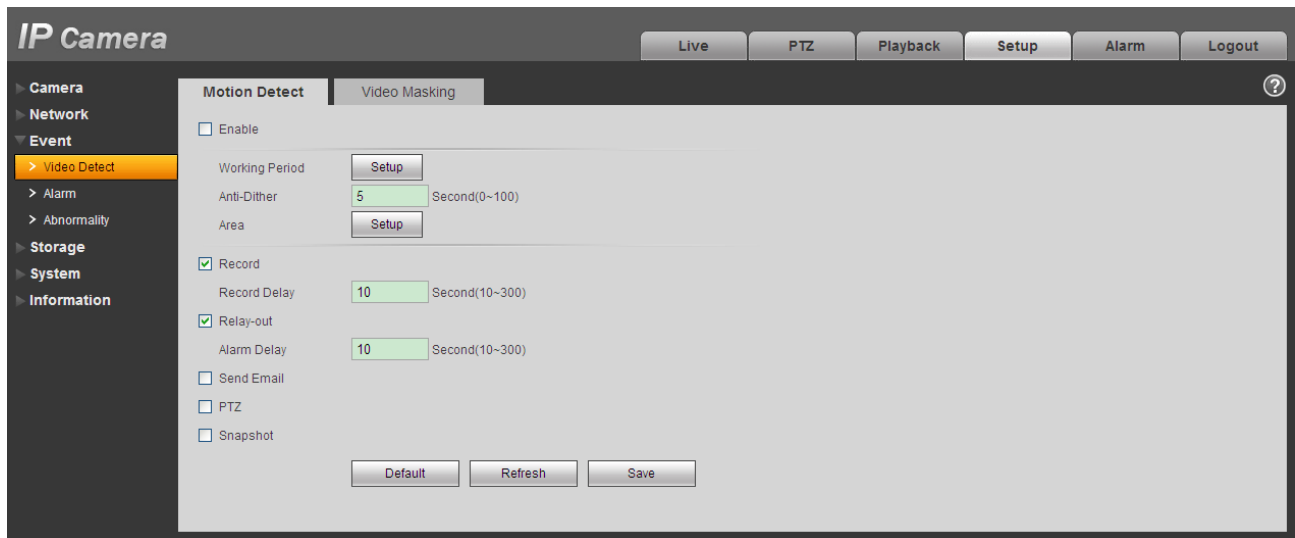 IP Camera
Live PTZ Playback Setup Alarm Logout
Camera
Network
Event
> Video Detect
> Alarm
> Abnormality
Storage
System
Information
Motion Detect Video Masking
?
Enable
Working Period Setup
Anti-Dither 5 Second(0~100)
Area Setup
Record
Record Delay 10 Second(10~300)
Relay-out
Alarm Delay 10 Second(10~300)
Send Email
PTZ
Snapshot
Default Refresh Save